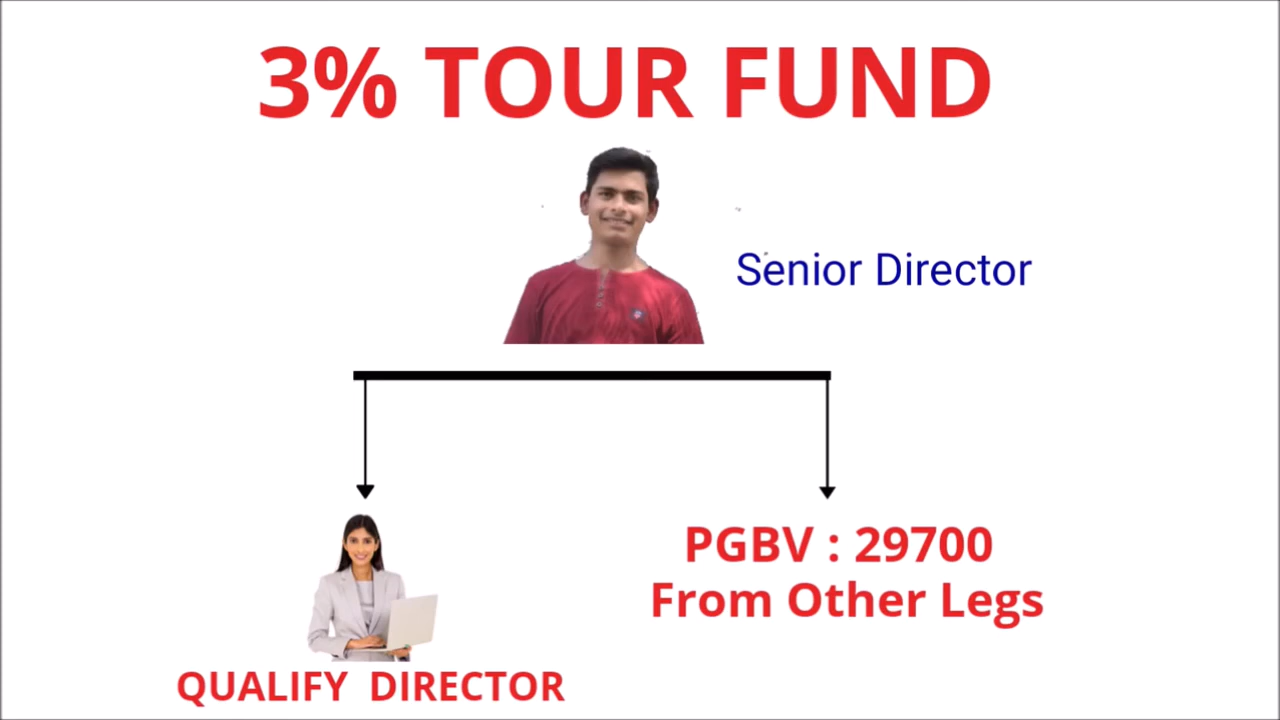 3% TOUR FUND
Senior Director
PGBV : 29700
From Other Legs
QUALIFY DIRECTOR